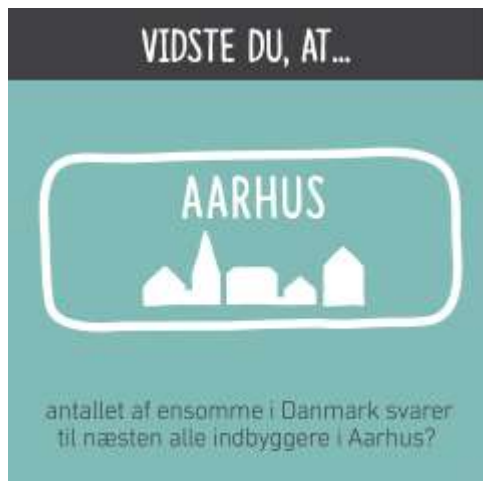 VIDSTE DU, AT...
AARHUS
antallet af ensomme i Danmark svarer
til næsten alle indbyggere i Aarhus?